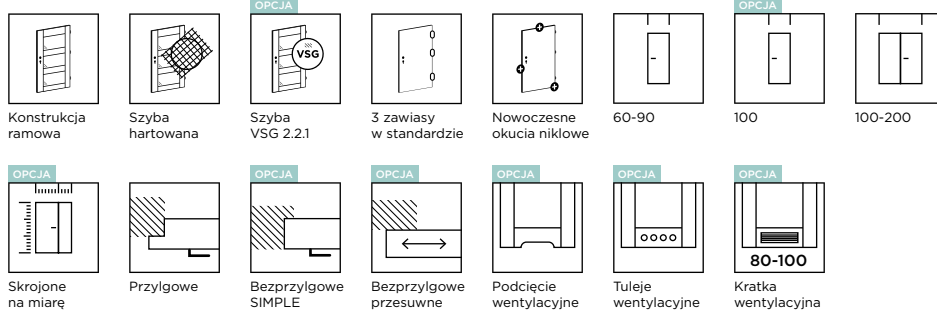 OPCJA
OPCJA
VSG
Konstrukcja
ramowa
Szyba
hartowana
Szyba
VSG 2.2.1
3 zawiasy
w standardzie
Nowoczesne
okucia niklowe
60-90
100
100-200
OPCJA
OPCJA
OPCJA
OPCJA
OPCJA
OPCJA
80-100
Skrojone
na miarę
Przylgowe
Bezprzylgowe
SIMPLE
Bezprzylgowe
przesuwne
Podcięcie
wentylacyjne
Tuleje
wentylacyjne
Kratka
wentylacyjna